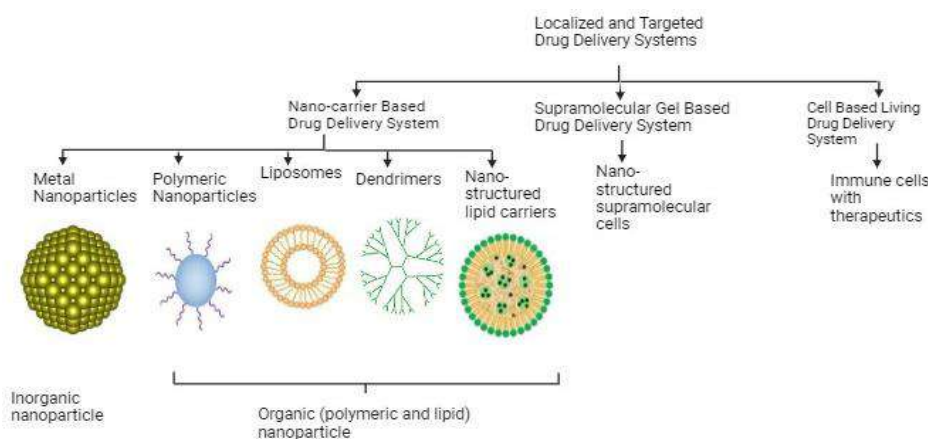 Localized and Targeted
Drug Delivery Systems
Nano-carrier Based
Drug Delivery System
Supramolecular Gel Based
Drug Delivery System
Cell Based Living
Drug Delivery
System
Metal
Nanoparticles
Polymeric
Nanoparticles
Liposomes
Dendrimers
Nano-
structured
lipid carriers
Nano-
structured
supramolecular
cells
Immune cells
with
therapeutics
Inorganic
nanoparticle
Organic (polymeric and lipid)
nanoparticle